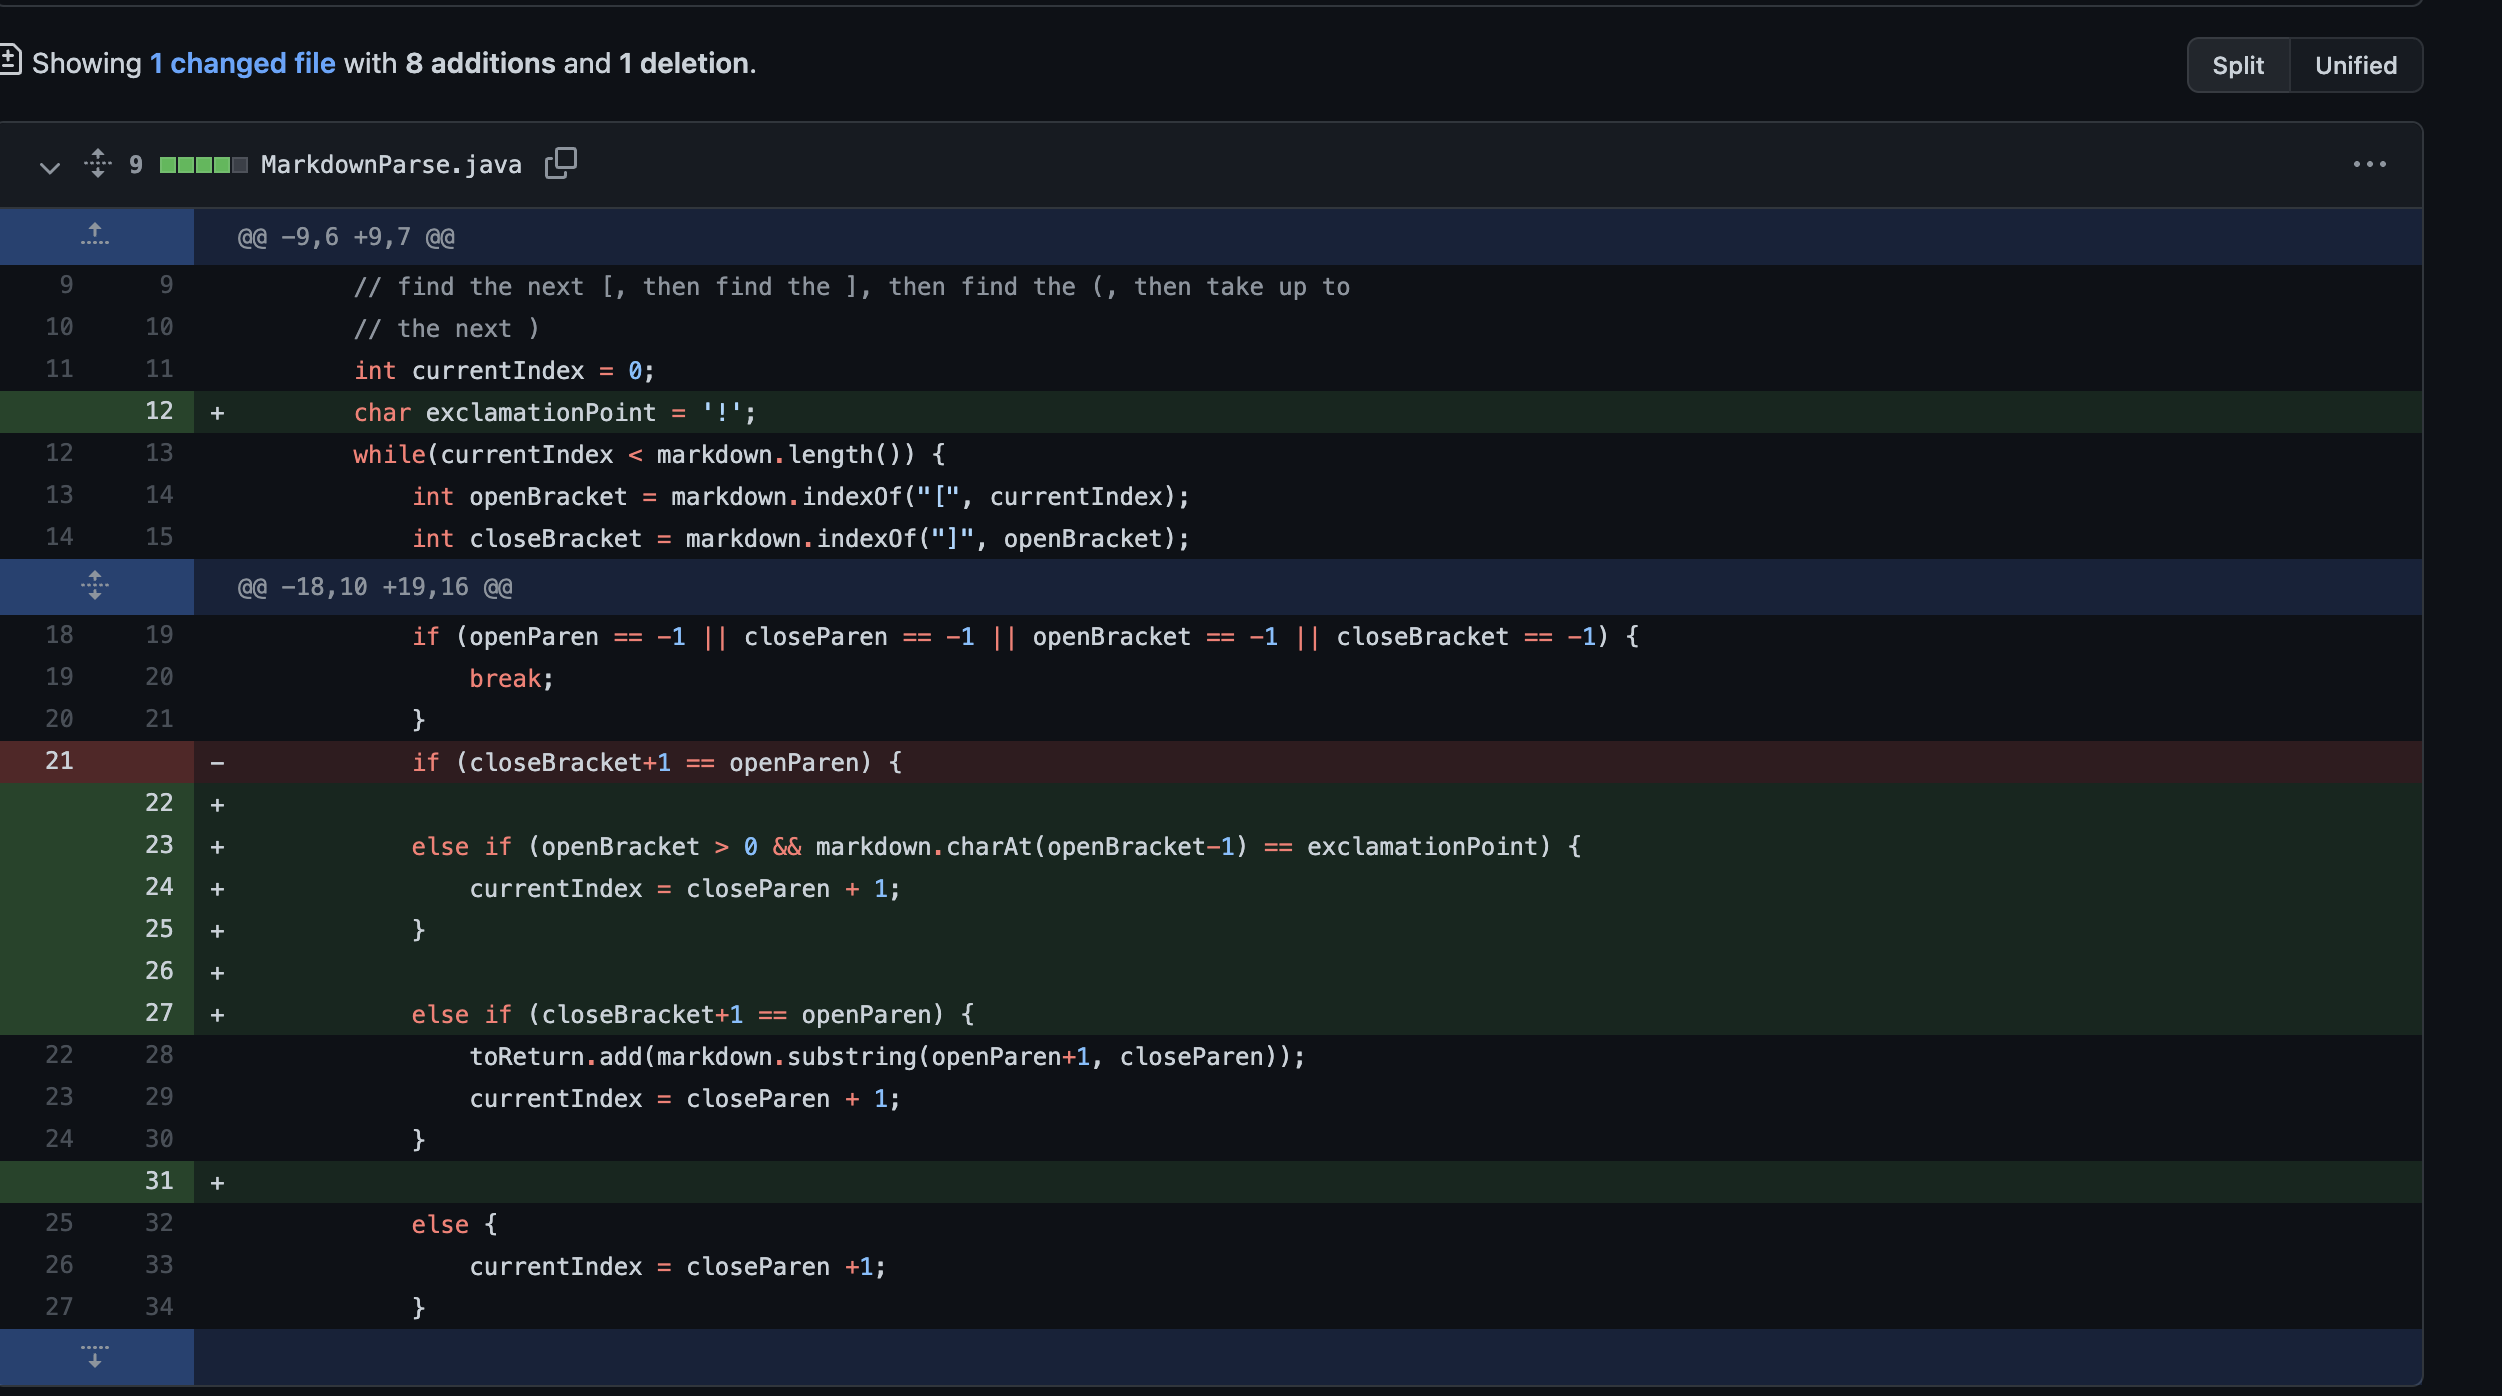 Showing 1 changed file with 8 additions and 1 deletion.
Split Unified
9 MarkdownParse.java
@@ -9,6 +9,7 @@
9 9 // find the next [, then find the ], then find the (, then take up to
10 10 // the next )
11 11 int currentIndex = 0;
12 + char exclamationPoint = '!';
12 13 while(currentIndex < markdown.length()) {
13 14 int openBracket = markdown.indexOf("[", currentIndex);
14 15 int closeBracket = markdown.indexOf("]", openBracket);
@@ -18,10 +19,16 @@
18 19 if (openParen == -1 || closeParen == -1 || openBracket == -1 || closeBracket == -1) {
19 20 break;
20 21 }
21 - if (closeBracket+1 == openParen) {
22 +
23 + else if (openBracket > 0 && markdown.charAt(openBracket-1) == exclamationPoint) {
24 + currentIndex = closeParen + 1;
25 + }
26 +
27 + else if (closeBracket+1 == openParen) {
22 28 toReturn.add(markdown.substring(openParen+1, closeParen));
23 29 currentIndex = closeParen + 1;
24 30 }
31 +
25 32 else {
26 33 currentIndex = closeParen +1;
27 34 }